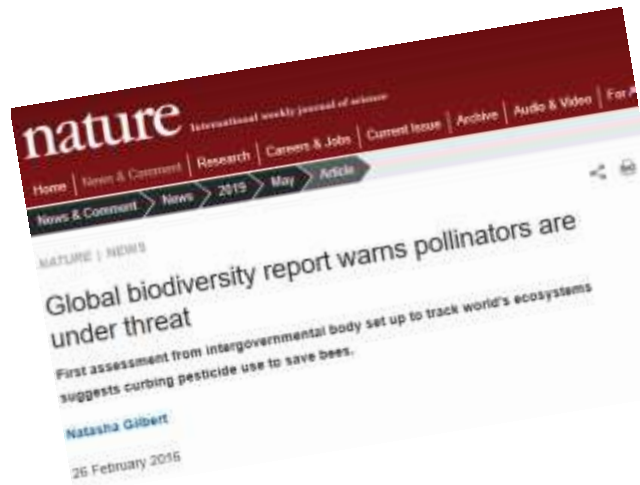 nature International weekly journal of science
Home News & Comment Research Careers & Jobs Current Issue Archive Audio & Video For
News & Comment News 2019 May Article
NATURE | NEWS
Global biodiversity report warns pollinators are
under threat
First assessment from intergovernmental body set up to track world's ecosystems
suggests curbing pesticide use to save bees.
Natasha Gilbert
26 February 2016